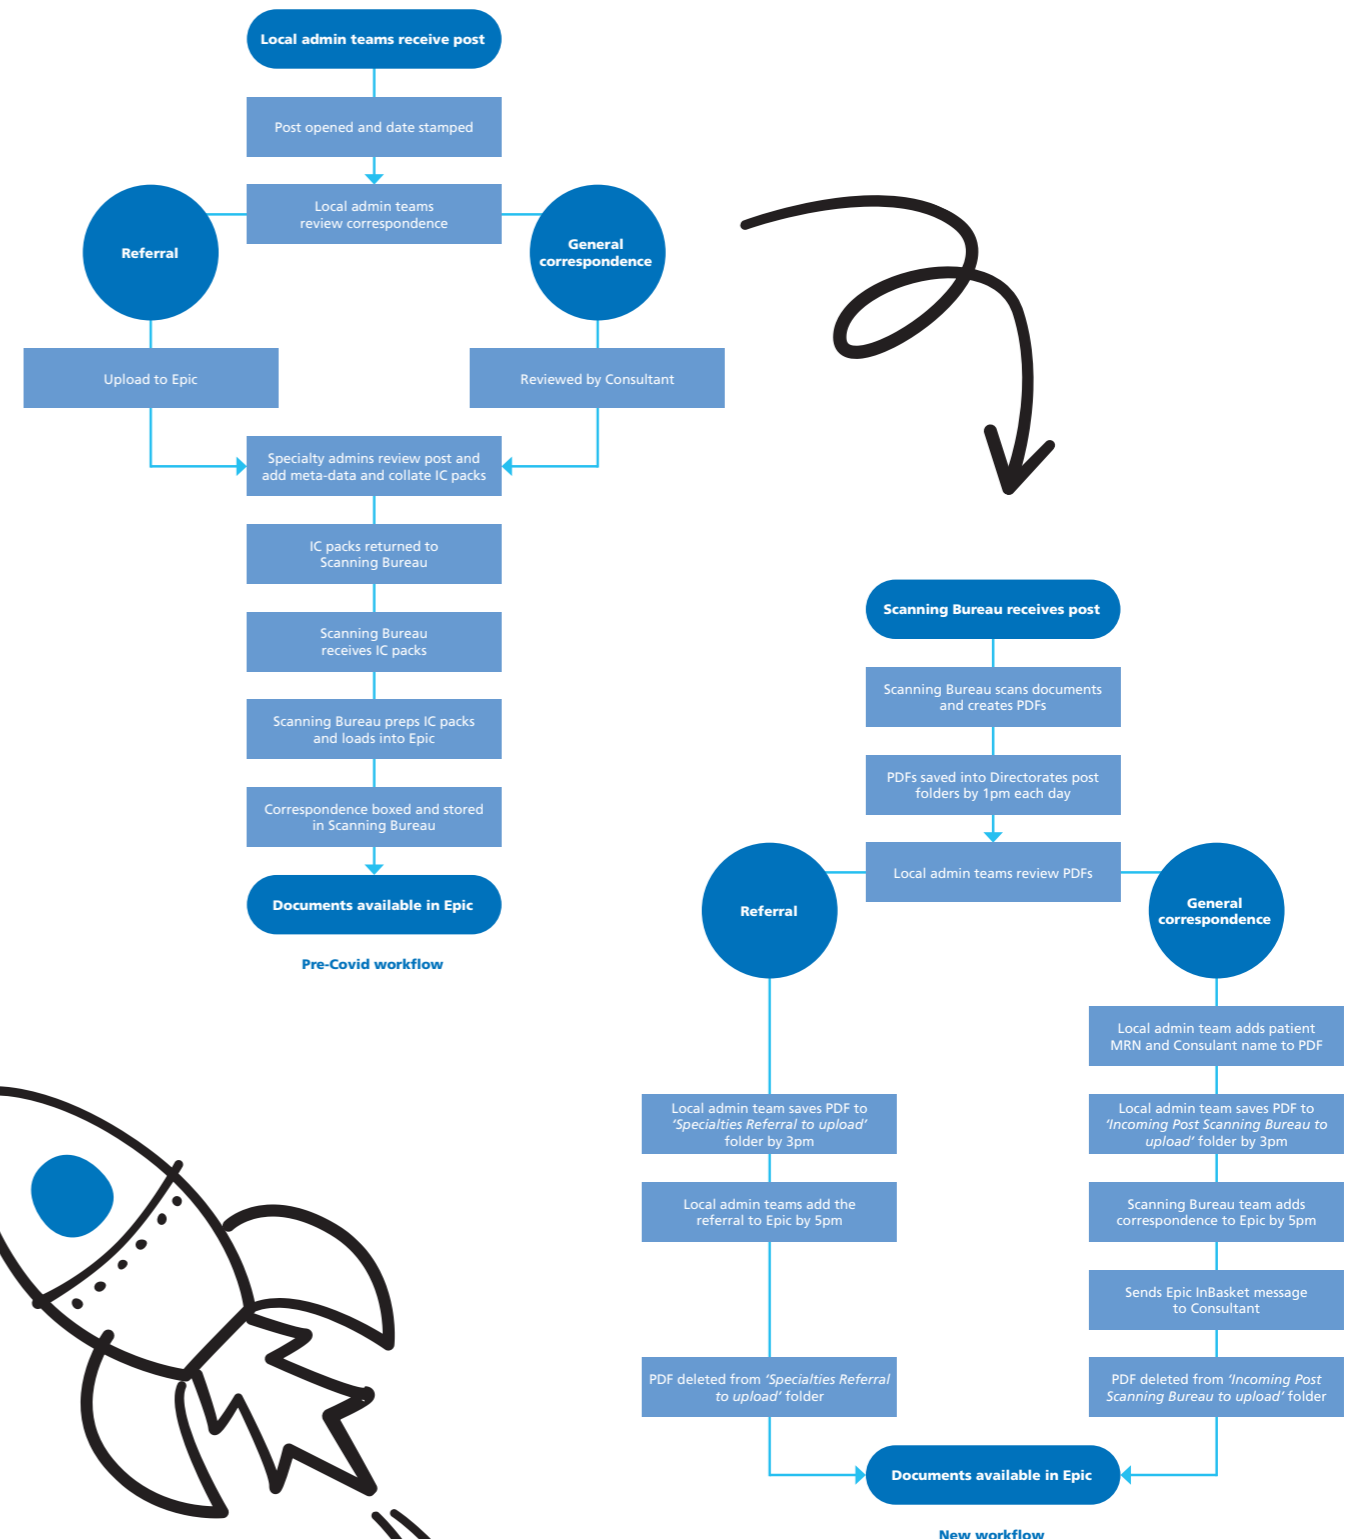 Local admin teams receive post
Post opened and date stamped
Local admin teams
review correspondence
Referral
General
correspondence
Upload to Epic
Reviewed by Consultant
Specialty admins review post and
add meta-data and collate IC packs
IC packs returned to
Scanning Bureau
Scanning Bureau
receives IC packs
Scanning Bureau preps IC packs
and loads into Epic
Correspondence boxed and stored
in Scanning Bureau
Documents available in Epic
Pre-Covid workflow
Scanning Bureau receives post
Scanning Bureau scans documents
and creates PDFs
PDFs saved into Directorates post
folders by 1pm each day
Local admin teams review PDFs
Referral
General
correspondence
Local admin team saves PDF to
‘Specialties Referral to upload’
folder by 3pm
Local admin teams add the
referral to Epic by 5pm
PDF deleted from ‘Specialties Referral
to upload’ folder
Local admin team adds patient
MRN and Consulant name to PDF
Local admin team saves PDF to
‘Incoming Post Scanning Bureau to
upload’ folder by 3pm
Scanning Bureau team adds
correspondence to Epic by 5pm
Sends Epic InBasket message
to Consultant
PDF deleted from ‘Incoming Post
Scanning Bureau to upload’ folder
Documents available in Epic
New workflow